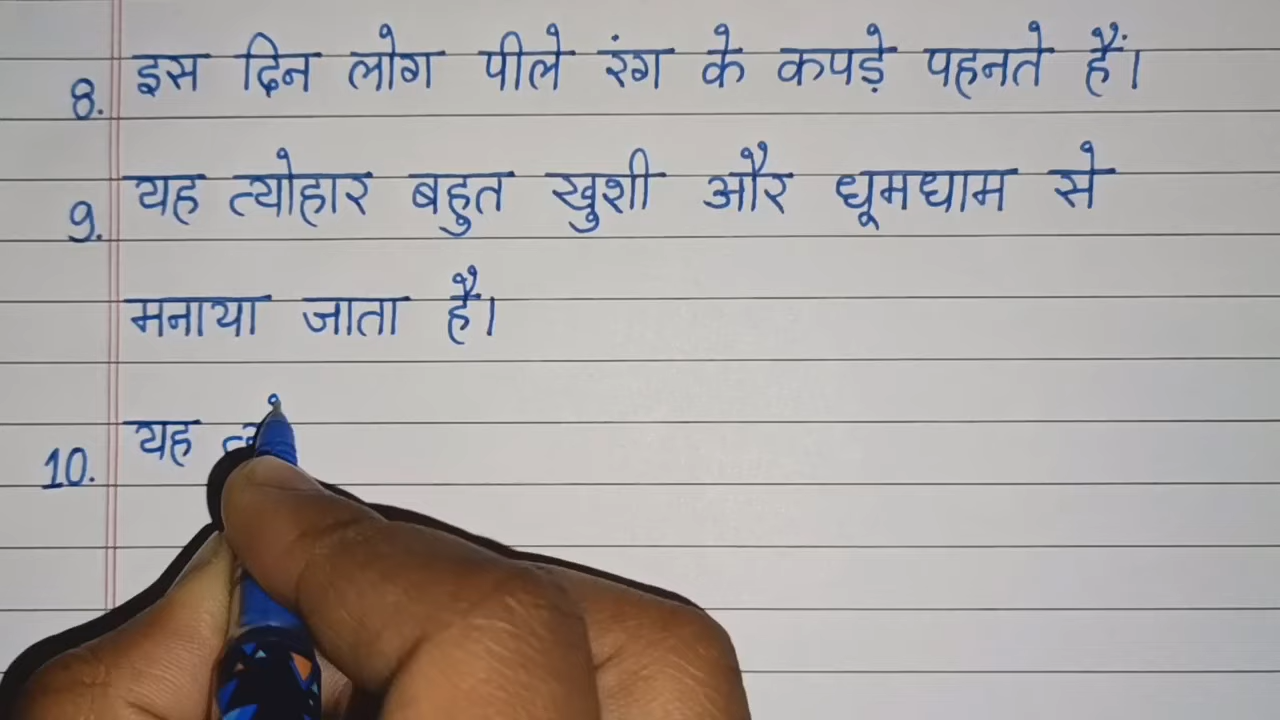 8. इस दिन लोग पीले रंग के कपड़े पहनते हैं।
9. यह त्योहार बहुत खुशी और धूमधाम से
मनाया जाता है।
10. यह